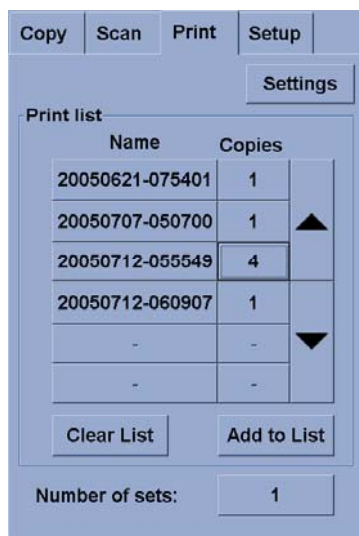 Copy Scan Print Setup
Settings
Print list
Name Copies
20050621-075401 1
20050707-050700 1
20050712-055549 4
20050712-060907 1
- -
- -
Clear List Add to List
Number of sets: 1